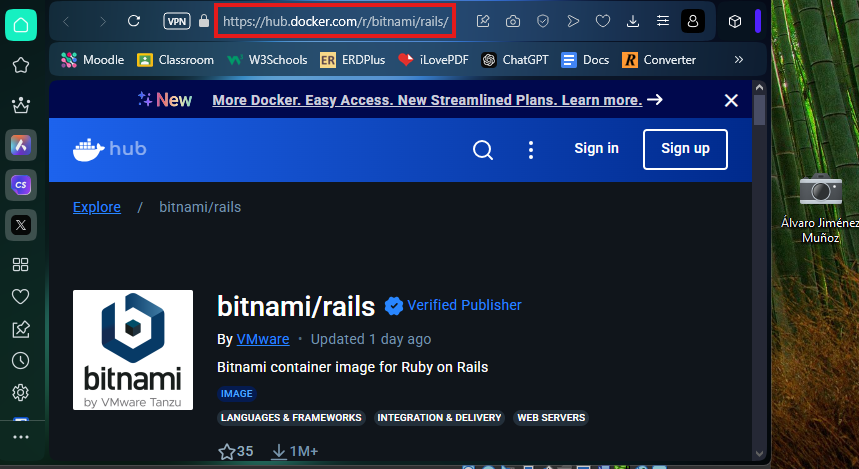 VPN https://hub.docker.com/r/bitnami/rails/
Moodle Classroom W3Schools ERDPlus iLovePDF ChatGPT Docs Converter »
New More Docker. Easy Access. New Streamlined Plans. Learn more. →
hub Sign in Sign up
Explore / bitnami/rails
Álvaro Jiménez
Muñoz
bitnami/rails Verified Publisher
By VMware • Updated 1 day ago
Bitnami container image for Ruby on Rails
bitnami
by VMware Tanzu
IMAGE
LANGUAGES & FRAMEWORKS INTEGRATION & DELIVERY WEB SERVERS
35 1M+